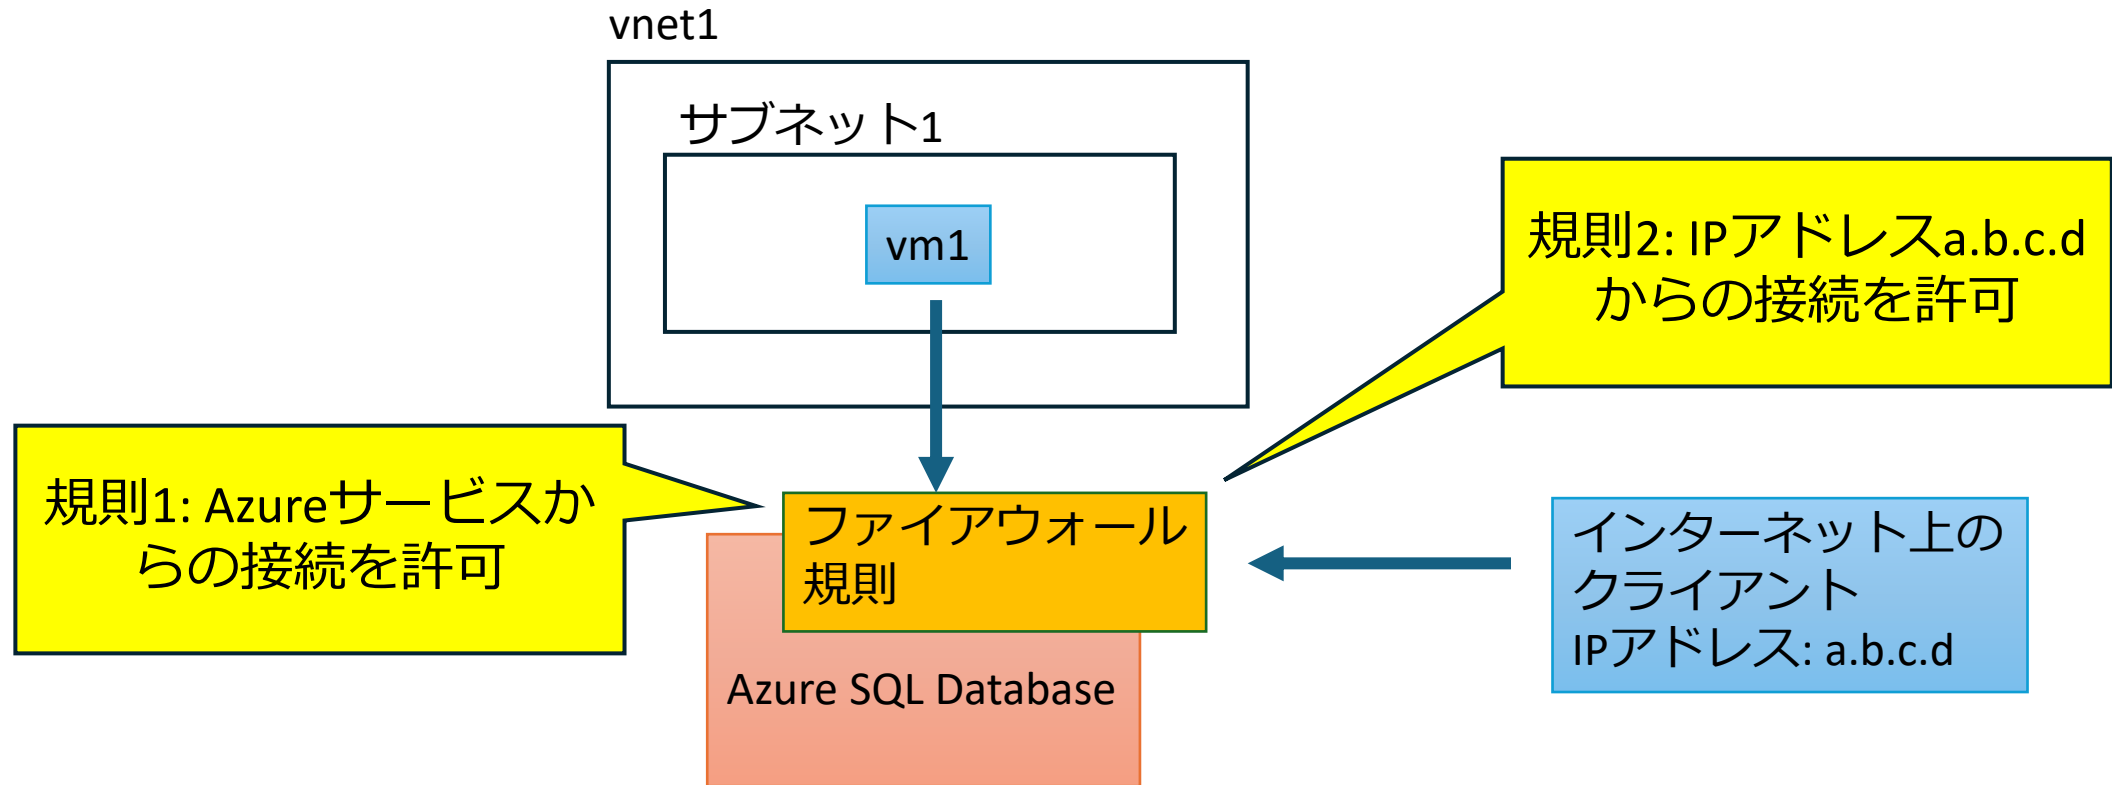 vnet1
サブネット1
vm1
規則2: IPアドレスa.b.c.d
からの接続を許可
規則1: Azureサービスか
らの接続を許可
ファイアウォール
規則
Azure SQL Database
インターネット上の
クライアント
IPアドレス: a.b.c.d